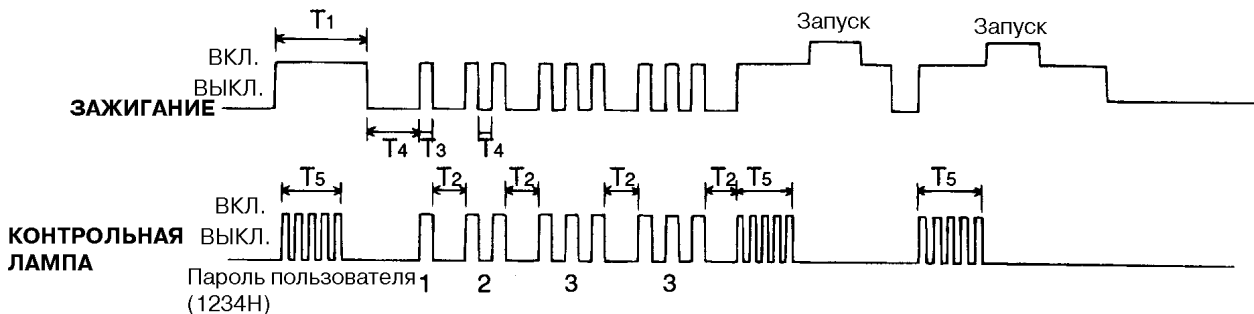 T1
Запуск
Запуск
ВКЛ.
ВЫКЛ.
ЗАЖИГАНИЕ
T4 T3 T4
T5 T2 T2 T2 T2 T5 T5
ВКЛ.
ВЫКЛ.
КОНТРОЛЬНАЯ
ЛАМПА
Пароль пользователя 1 2 3 3
(1234H)